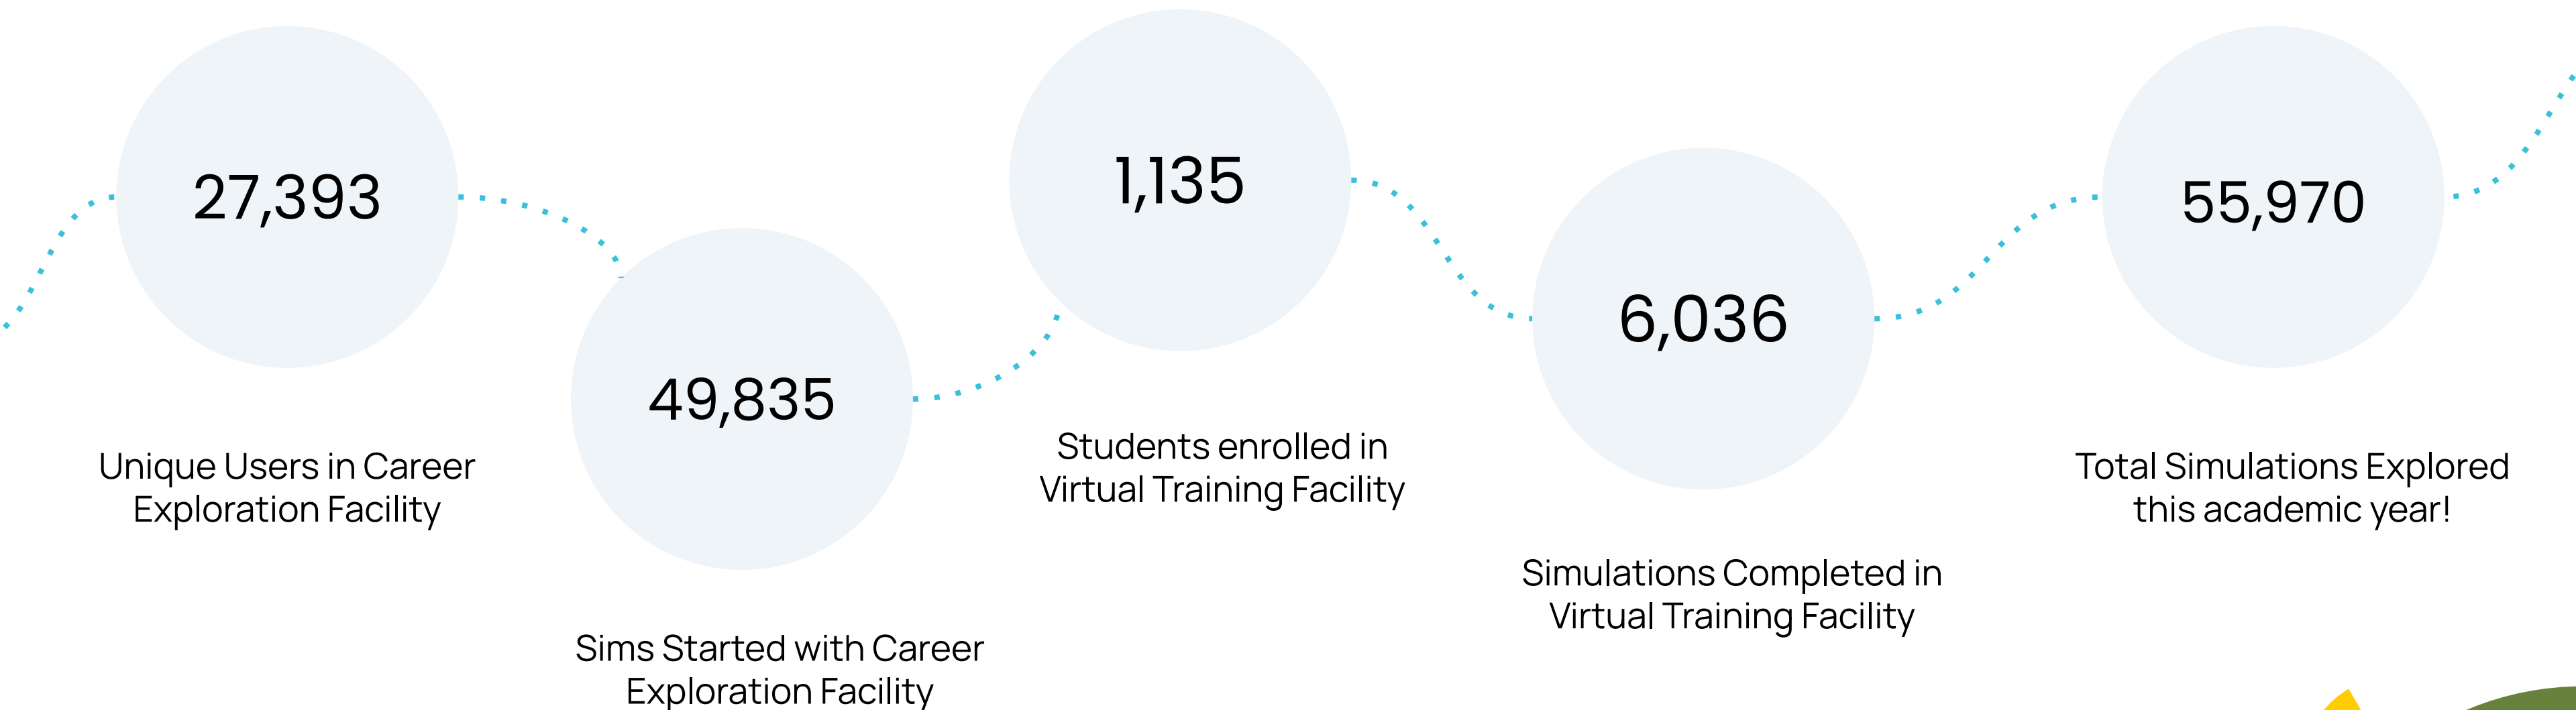 27,393
Unique Users in Career
Exploration Facility
49,835
Sims Started with Career
Exploration Facility
1,135
Students enrolled in
Virtual Training Facility
6,036
Simulations Completed in
Virtual Training Facility
55,970
Total Simulations Explored
this academic year!